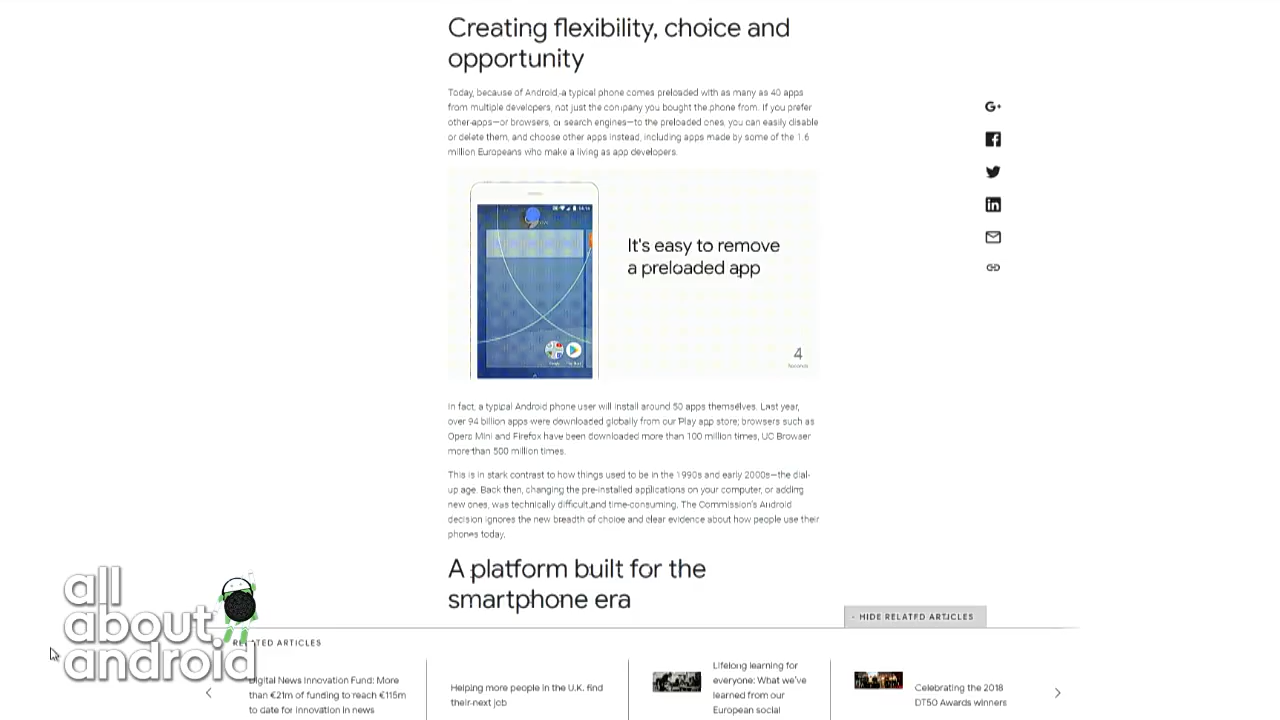 Creating flexibility, choice and
opportunity
Today, because of Android, a typical phone comes preloaded with as many as 40 apps
from multiple developers, not just the company you bought the phone from. If you prefer
other apps—or browsers, or search engines—to the preloaded ones, you can easily disable
or delete them, and choose other apps instead, including apps made by some of the 1.6
million Europeans who make a living as app developers.
It's easy to remove
a preloaded app
4
Seconds
In fact, a typical Android phone user will install around 50 apps themselves. Last year,
over 94 billion apps were downloaded globally from our Play app store; browsers such as
Opera Mini and Firefox have been downloaded more than 100 million times, UC Browser
more than 500 million times.
This is in stark contrast to how things used to be in the 1990s and early 2000s—the dial-
up age. Back then, changing the pre-installed applications on your computer, or adding
new ones, was technically difficult and time-consuming. The Commission's Android
decision ignores the new breadth of choice and clear evidence about how people use their
phones today.
A platform built for the
smartphone era
- HIDE RELATED ARTICLES
RELATED ARTICLES
Digital News Innovation Fund: More
than €21m of funding to reach €115m
to date for innovation in news
Helping more people in the U.K. find
their next job
Lifelong learning for
everyone: What we've
learned from our
European social
Celebrating the 2018
DT50 Awards winners
all
about
android
G+
in